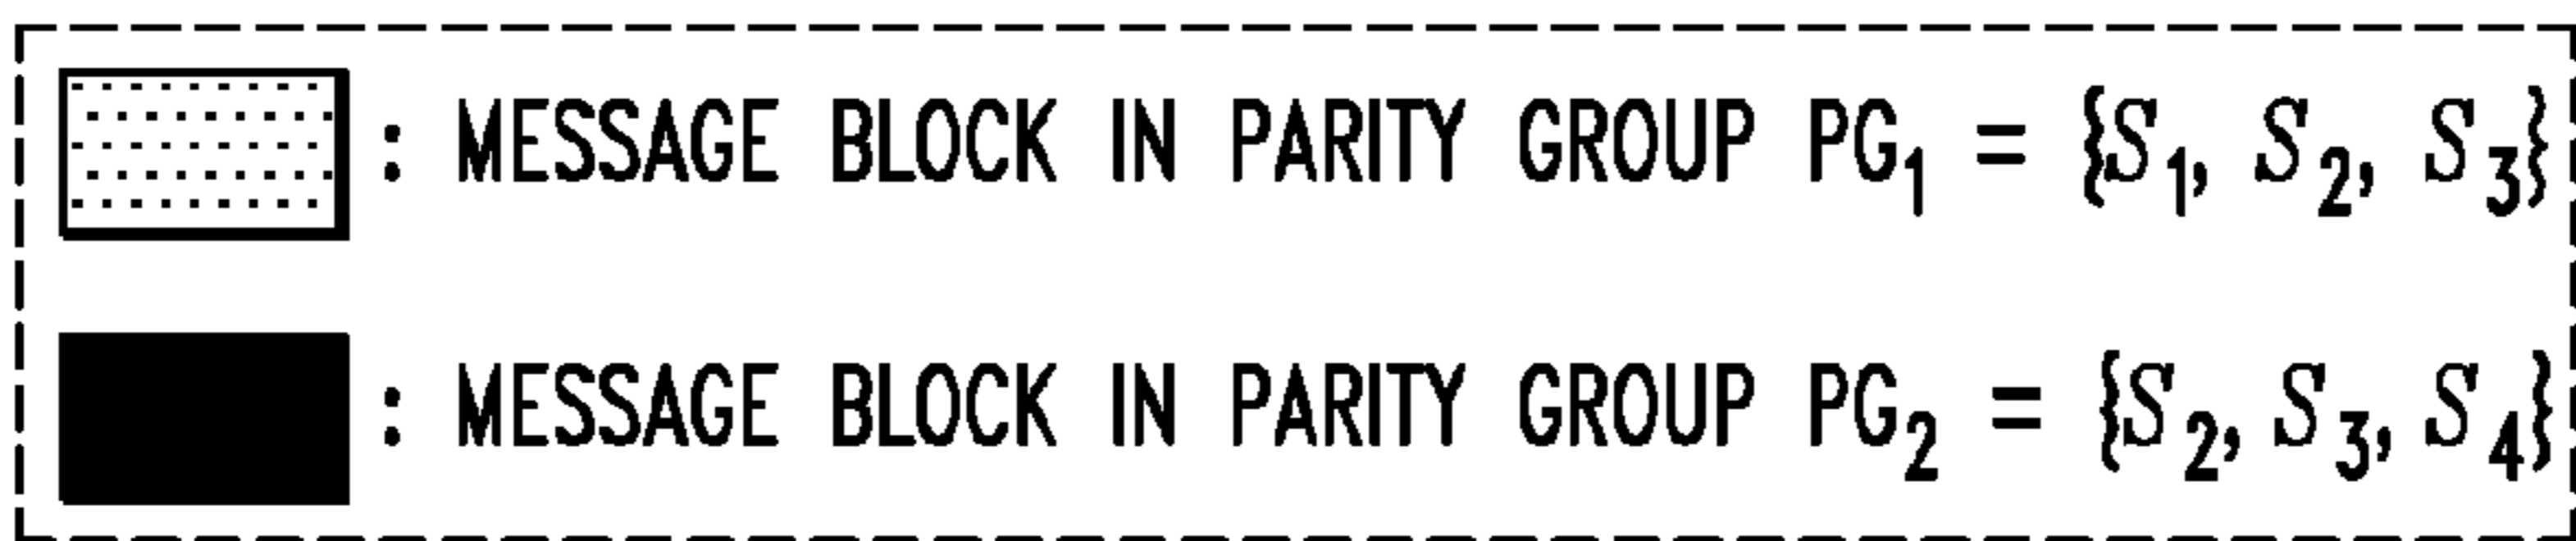 : MESSAGE BLOCK IN PARITY GROUP PG₁ = {S₁, S₂, S₃}
: MESSAGE BLOCK IN PARITY GROUP PG₂ = {S₂, S₃, S₄}